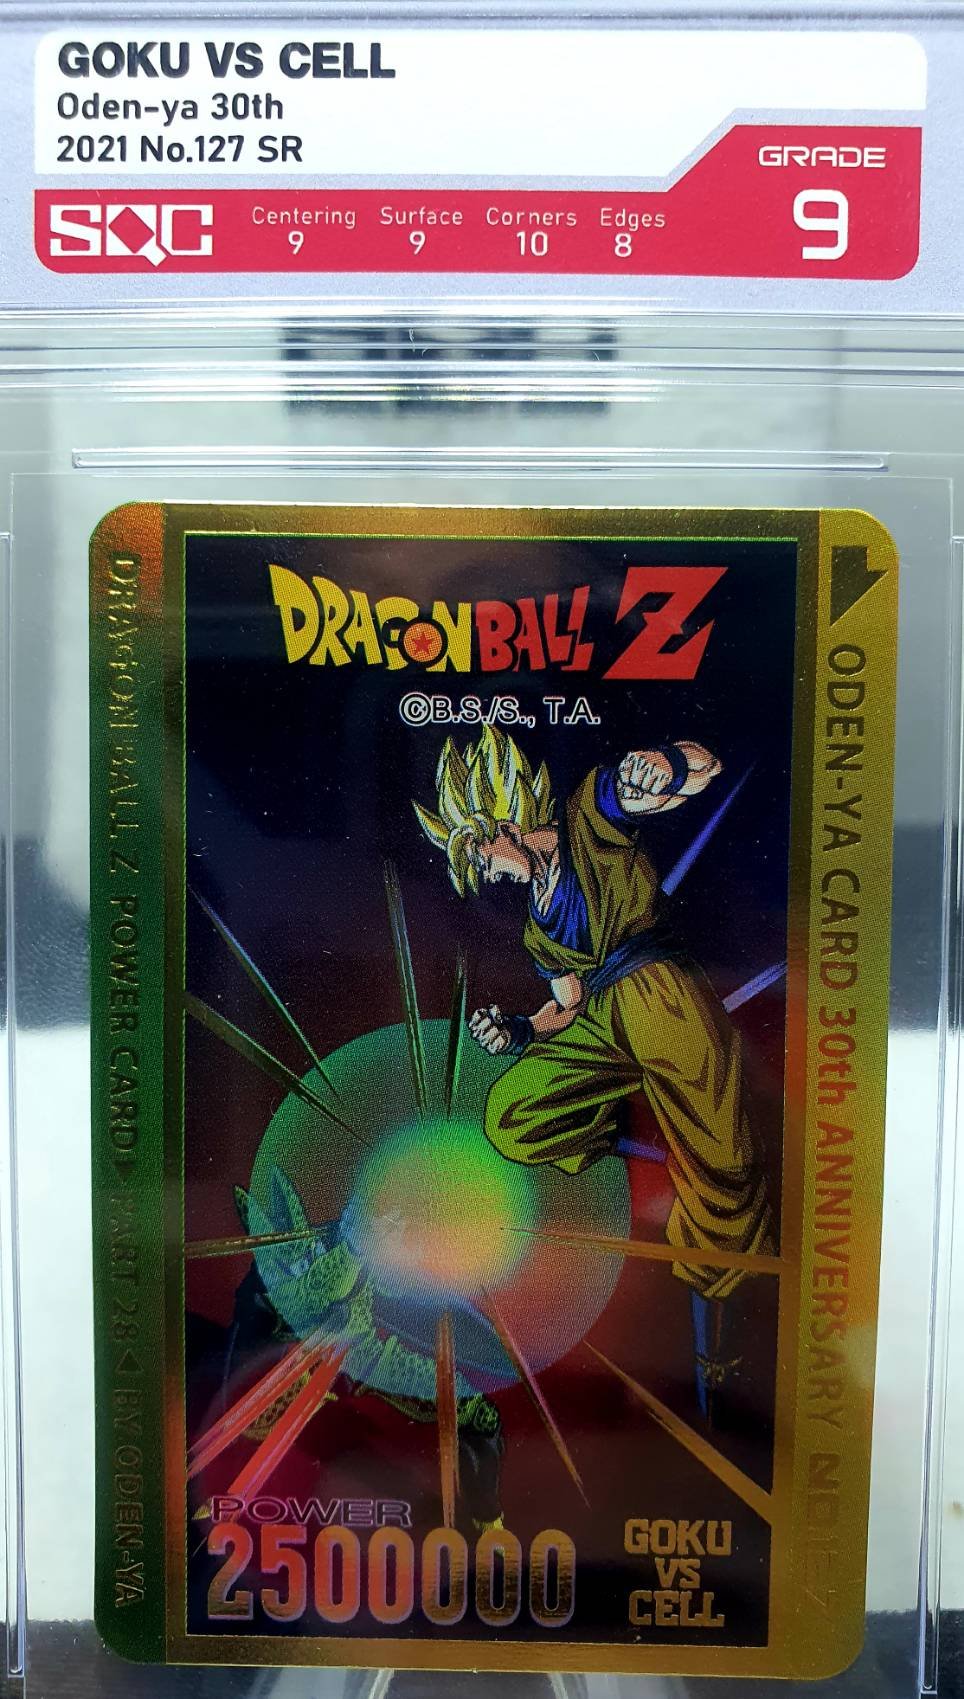 GOKU VS CELL
Oden-ya 30th
2021 No.127 SR
GRADE
9
SQC
Centering Surface Corners Edges
9 9 10 8
DRAGON BALL Z
©B.S./S., T.A.
DRAGON BALL Z POWER CARD PART 28 ◀ BY ODEN-YA
ODEN-YA CARD 30th ANNIVERSARY
POWER
2500000
GOKU
VS
CELL